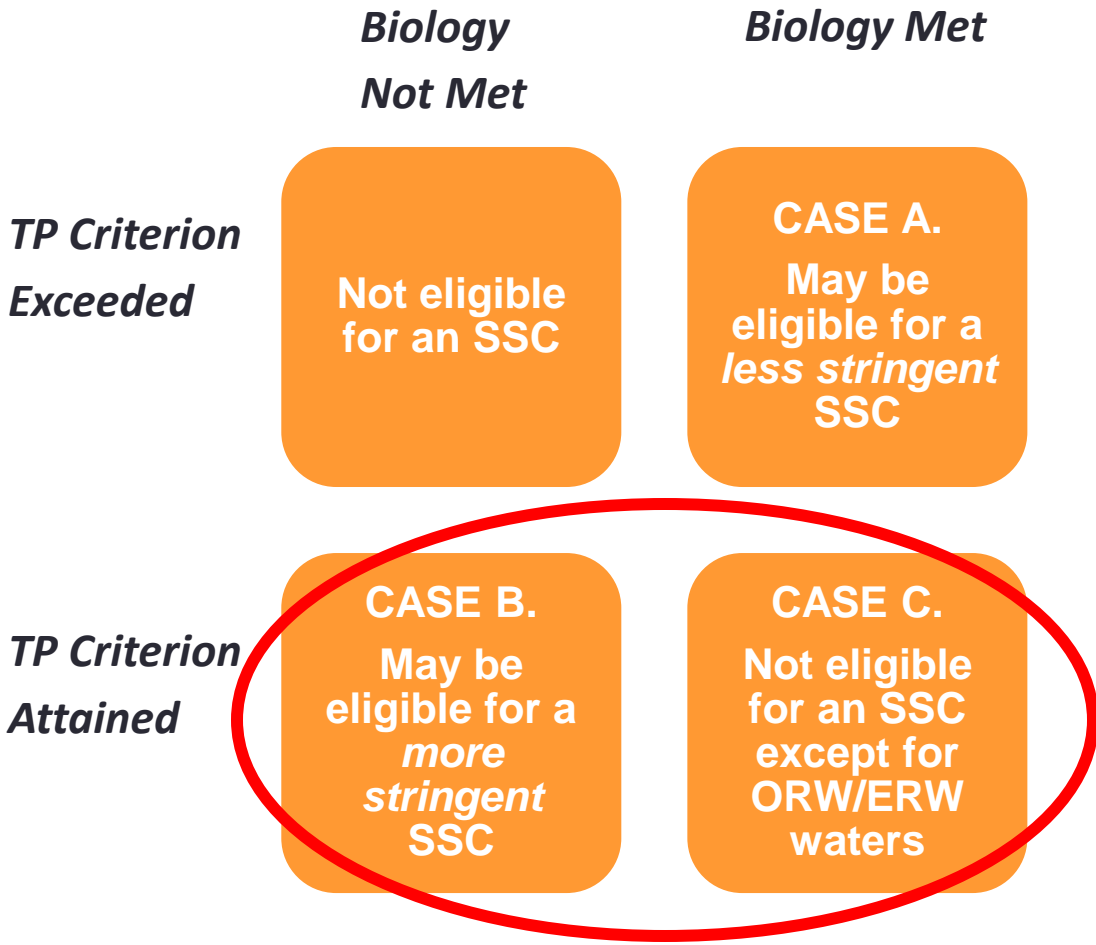 Biology
Not Met
Biology Met
TP Criterion
Exceeded
Not eligible
for an SSC
CASE A.
May be
eligible for a
less stringent
SSC
TP Criterion
Attained
CASE B.
May be
eligible for a
more
stringent
SSC
CASE C.
Not eligible
for an SSC
except for
ORW/ERW
waters